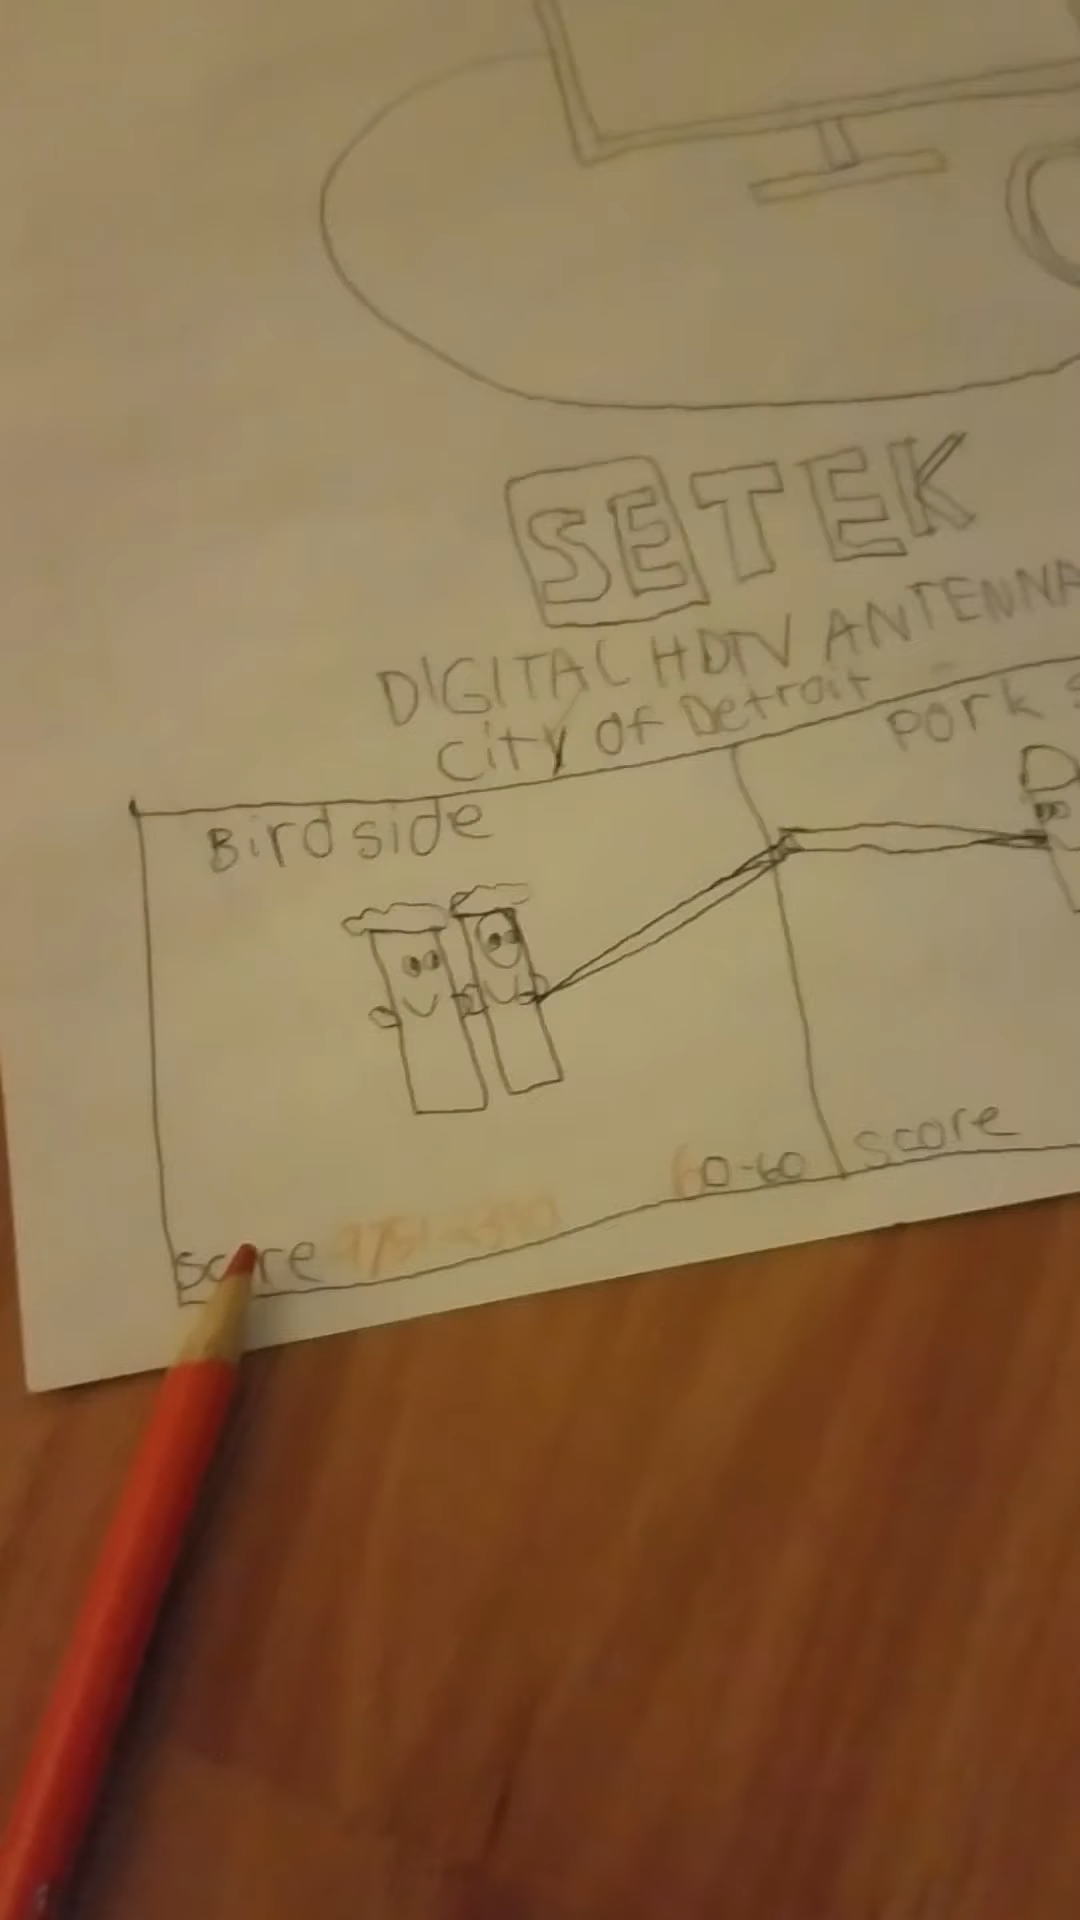 SETEK
DIGITAL HDTV ANTENNA
City of Detroit
Bird side
Pork
60-60
score
score